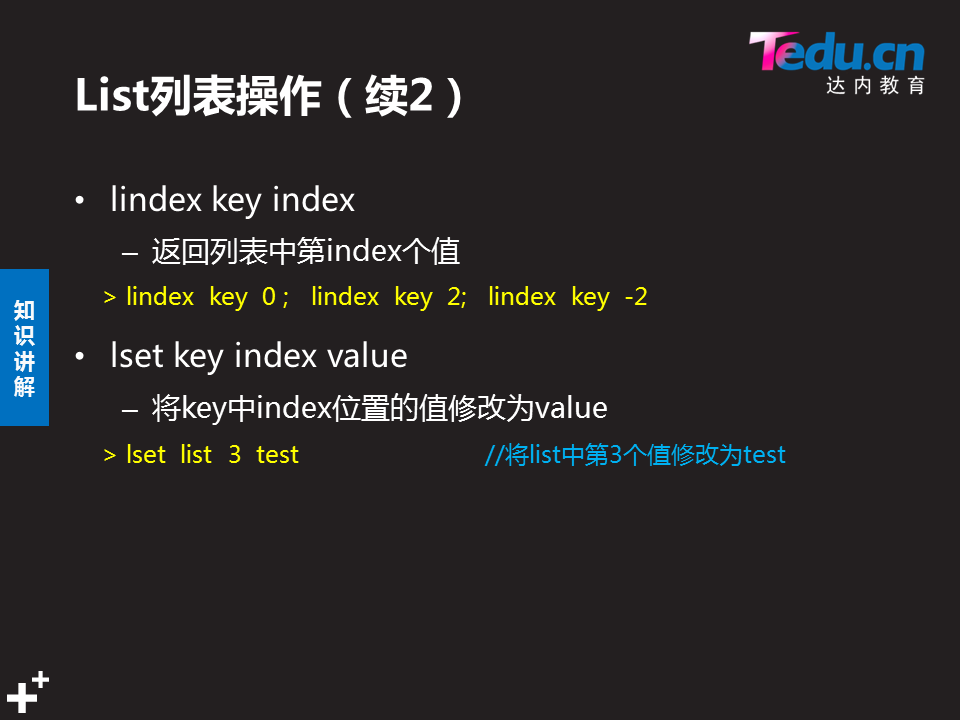 Tedu.cn
达内教育
List列表操作（续2）
• lindex key index
– 返回列表中第index个值
> lindex key 0 ; lindex key 2; lindex key -2
• lset key index value
– 将key中index位置的值修改为value
> lset list 3 test //将list中第3个值修改为test
知识讲解